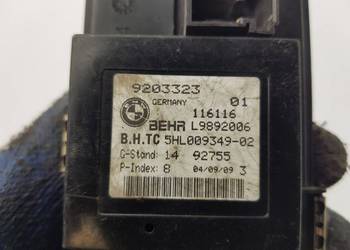 9203323
GERMANY 01
116116
BEHR L9892006
B.H.TC 5HL009349-02
G-Stand: 14 92755
P-Index: 8 04/09/09 3